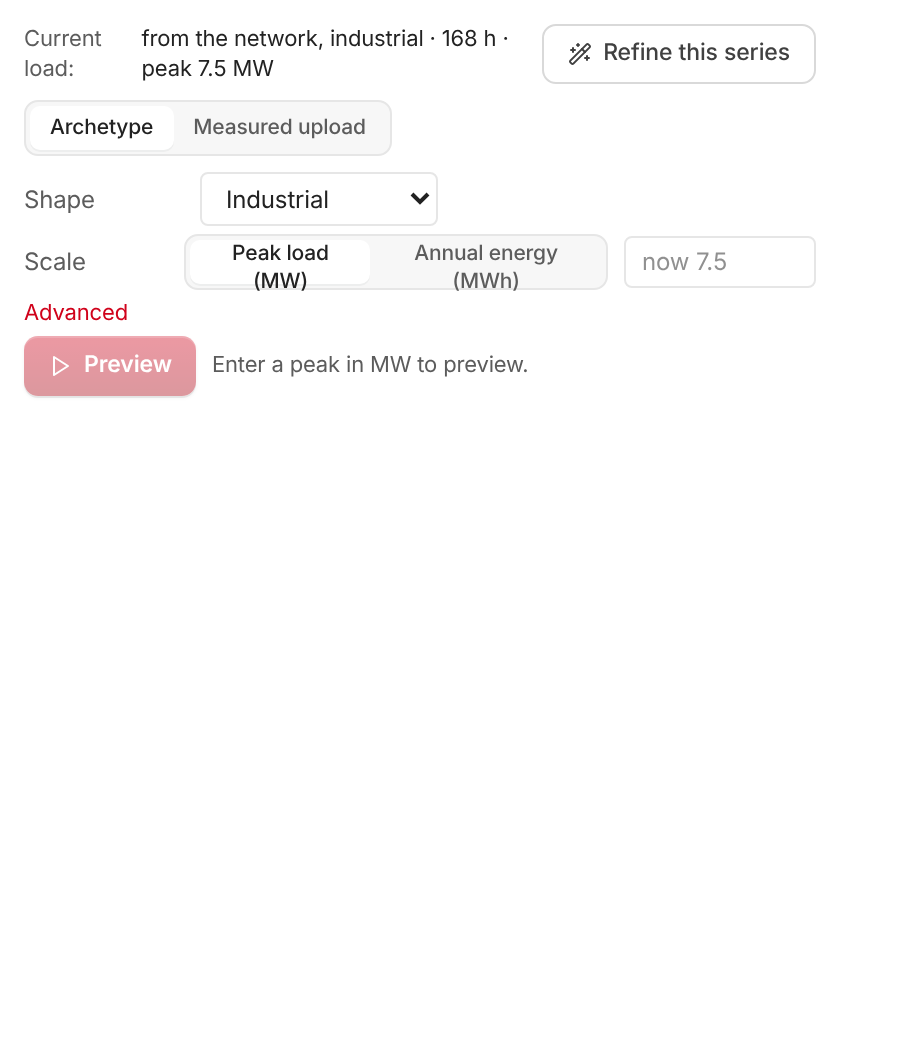 Current load: from the network, industrial · 168 h · peak 7.5 MW
Refine this series
Archetype Measured upload
Shape Industrial
Scale Peak load (MW) Annual energy (MWh) now 7.5
Advanced
Preview Enter a peak in MW to preview.